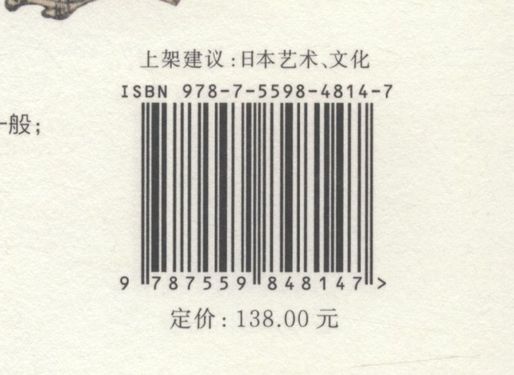 上架建议:日本艺术、文化
ISBN 978-7-5598-4814-7
般;
9 787559 848147 >
定价: 138.00 元